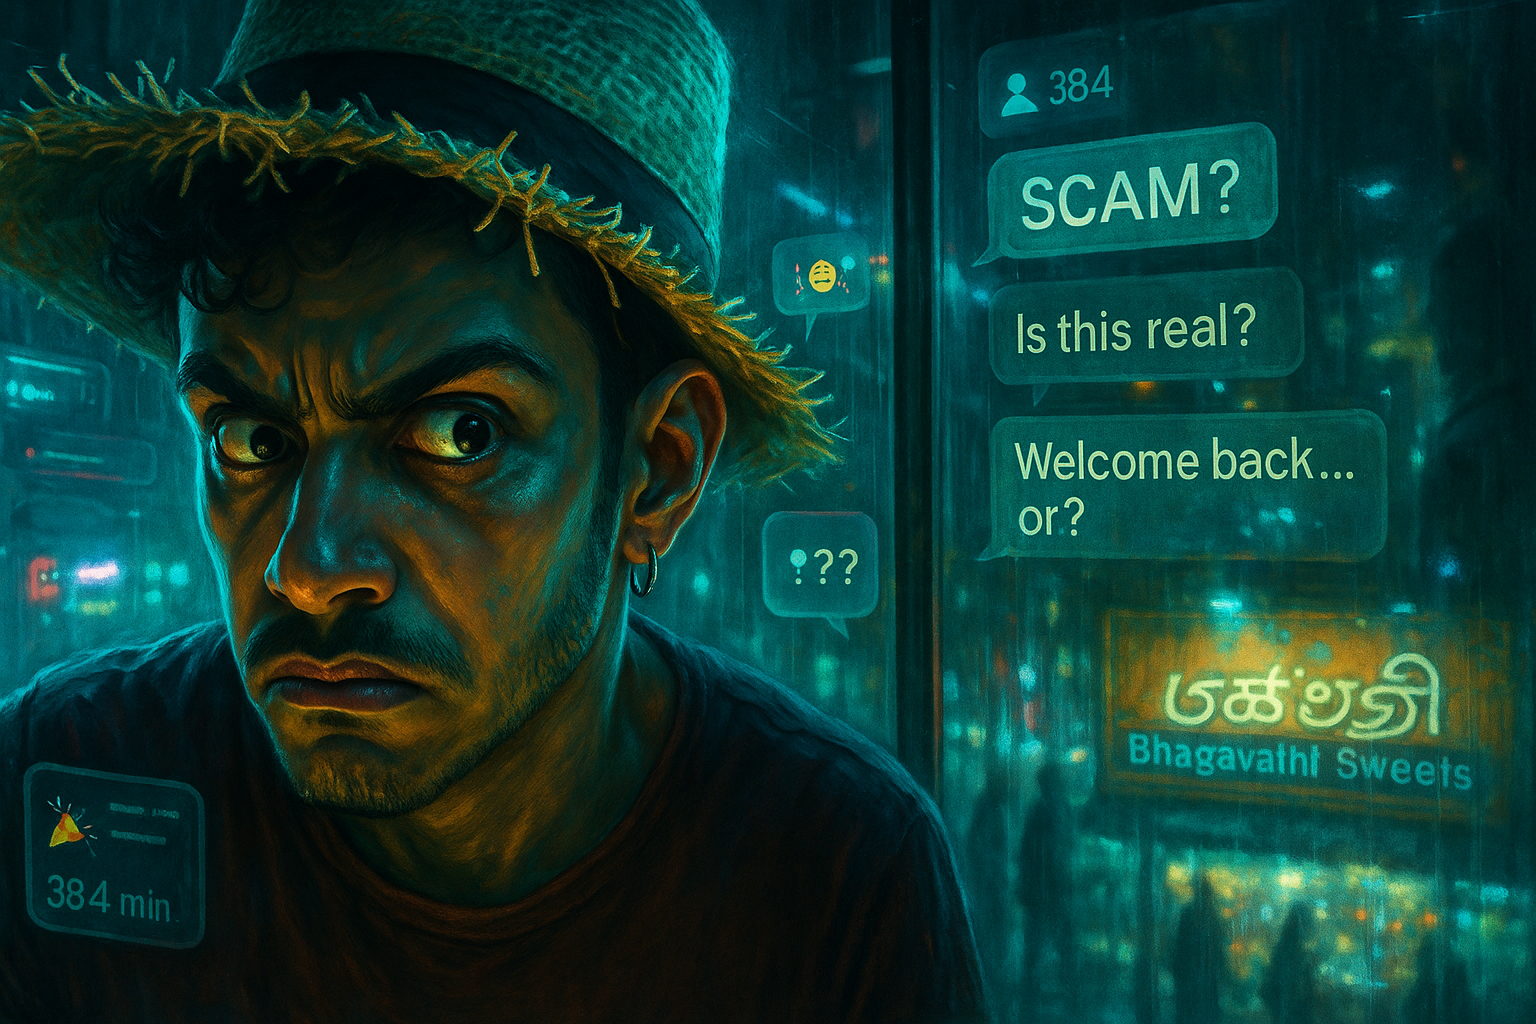 384
SCAM?
Is this real?
Welcome back...
or?
!??
Bhagavathi Sweets
384 min